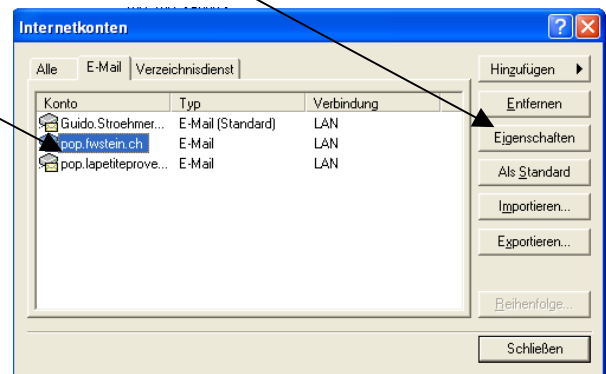 Internetkonten
Alle E-Mail Verzeichnisdienst
Hinzufügen
Entfernen
Eigenschaften
Als Standard
Importieren...
Exportieren...
Reihenfolge...
Schließen
Konto Typ Verbindung
Guido.Stroehmer... E-Mail (Standard) LAN
pop.fwstein.ch E-Mail LAN
pop.lapetiteprove... E-Mail LAN